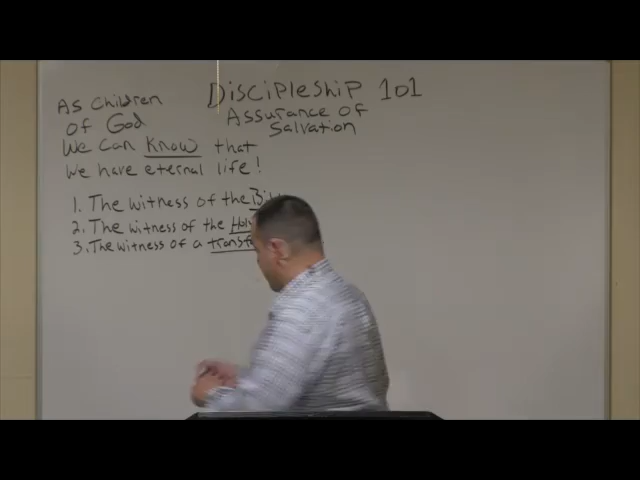 Discipleship 101
Assurance of
Salvation
As Children
of God
We can know that
We have eternal life!
1. The witness of the
2. The witness of the
3. The witness of a